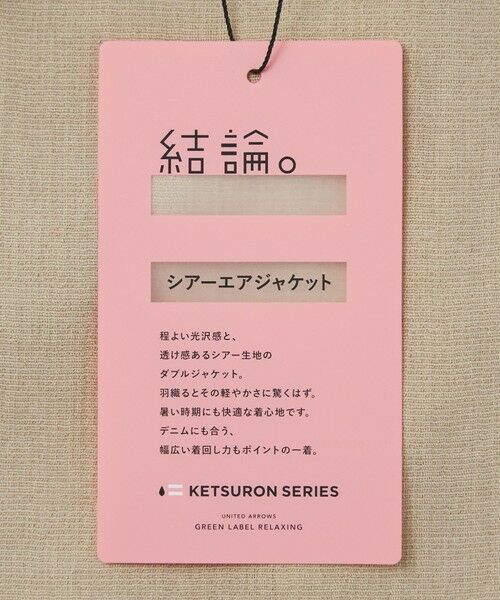 結論。
シアーエアジャケット
程よい光沢感と、
透け感あるシアー生地の
ダブルジャケット。
羽織るとその軽やかさに驚くはず。
暑い時期にも快適な着心地です。
デニムにも合う、
幅広い着回し力もポイントの一着。
KETSURON SERIES
UNITED ARROWS
GREEN LABEL RELAXING